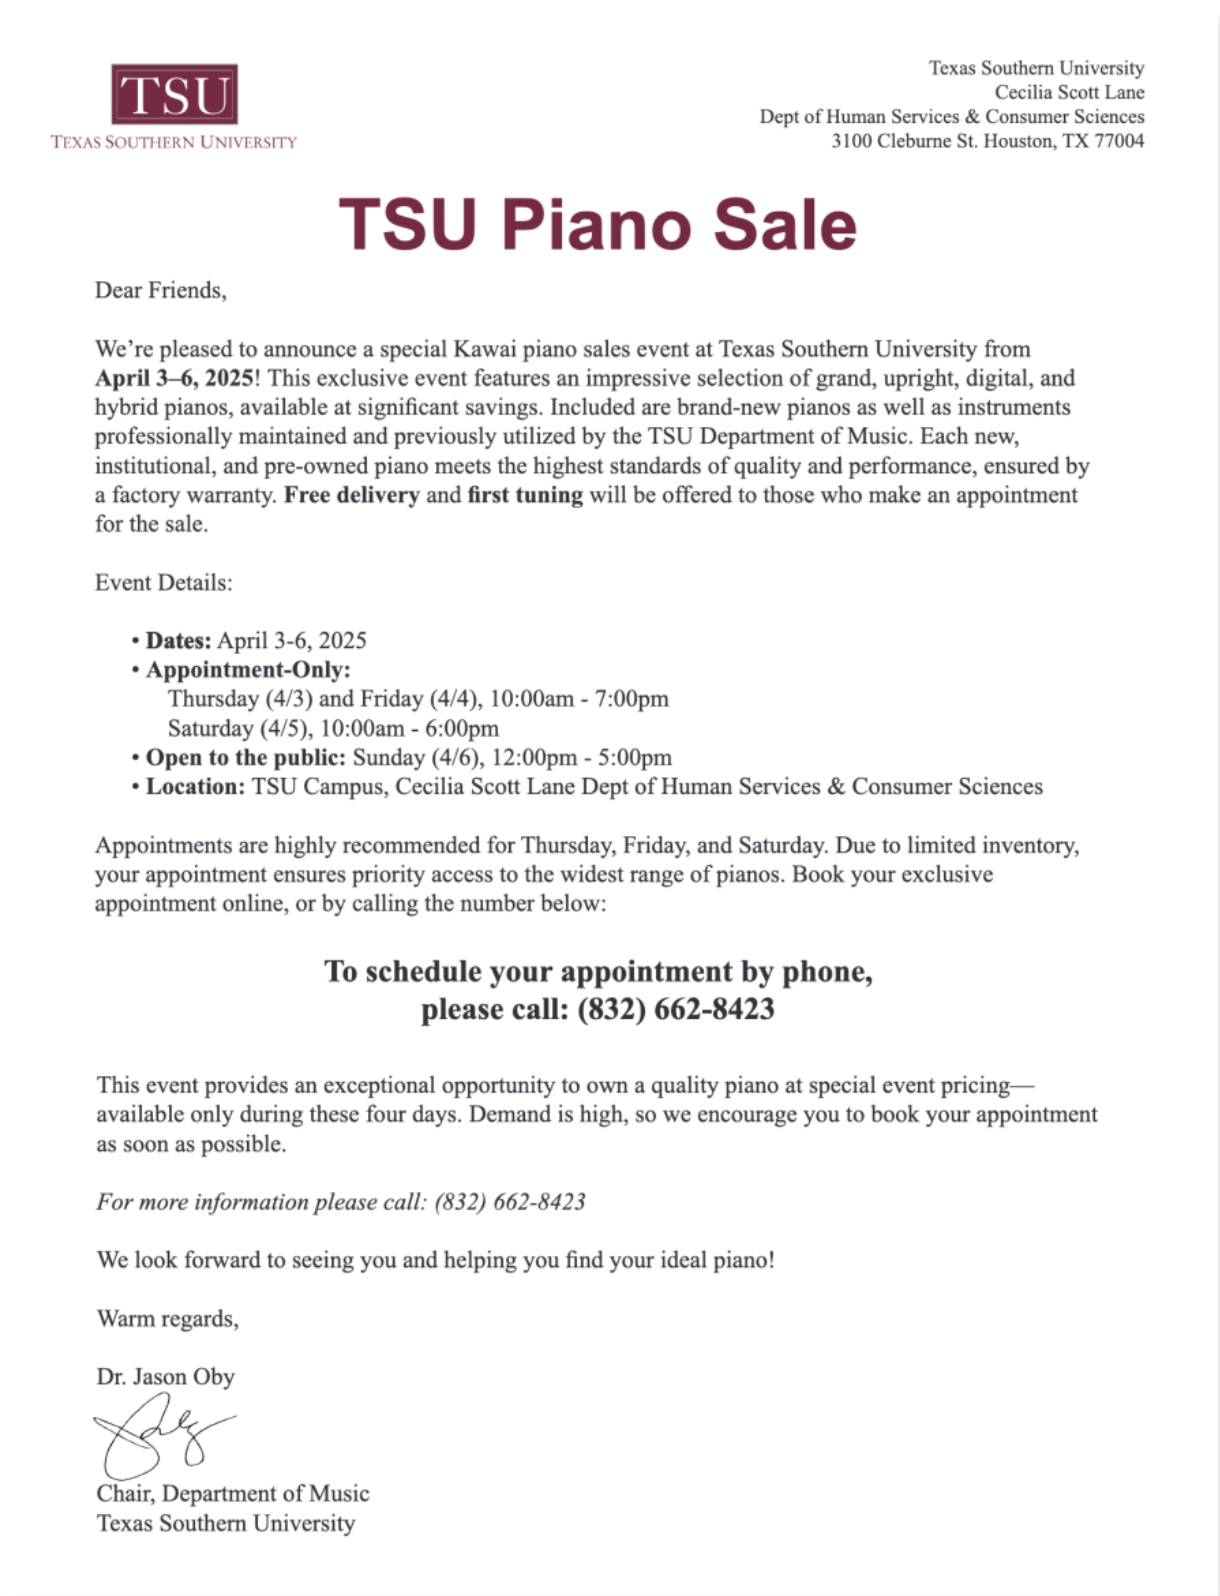 TSU
TEXAS SOUTHERN UNIVERSITY
Texas Southern University
Cecilia Scott Lane
Dept of Human Services & Consumer Sciences
3100 Cleburne St. Houston, TX 77004
TSU Piano Sale
Dear Friends,
We’re pleased to announce a special Kawai piano sales event at Texas Southern University from
April 3–6, 2025! This exclusive event features an impressive selection of grand, upright, digital, and
hybrid pianos, available at significant savings. Included are brand-new pianos as well as instruments
professionally maintained and previously utilized by the TSU Department of Music. Each new,
institutional, and pre-owned piano meets the highest standards of quality and performance, ensured by
a factory warranty. Free delivery and first tuning will be offered to those who make an appointment
for the sale.
Event Details:
• Dates: April 3-6, 2025
• Appointment-Only:
Thursday (4/3) and Friday (4/4), 10:00am - 7:00pm
Saturday (4/5), 10:00am - 6:00pm
• Open to the public: Sunday (4/6), 12:00pm - 5:00pm
• Location: TSU Campus, Cecilia Scott Lane Dept of Human Services & Consumer Sciences
Appointments are highly recommended for Thursday, Friday, and Saturday. Due to limited inventory,
your appointment ensures priority access to the widest range of pianos. Book your exclusive
appointment online, or by calling the number below:
To schedule your appointment by phone,
please call: (832) 662-8423
This event provides an exceptional opportunity to own a quality piano at special event pricing—
available only during these four days. Demand is high, so we encourage you to book your appointment
as soon as possible.
For more information please call: (832) 662-8423
We look forward to seeing you and helping you find your ideal piano!
Warm regards,
Dr. Jason Oby
Chair, Department of Music
Texas Southern University